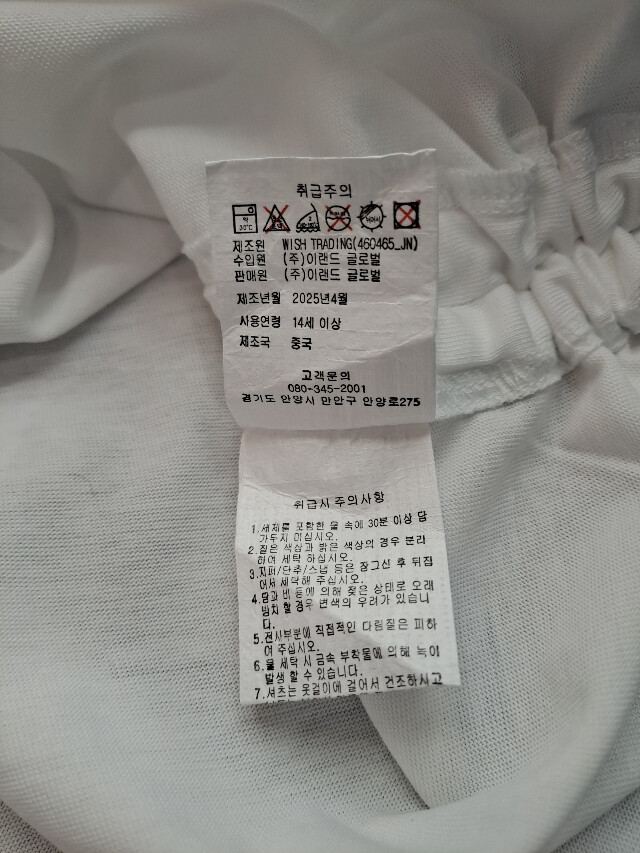 취급주의
약
30℃
제조원 WISH TRADING(460465_JN)
수입원 (주)이랜드 글로벌
판매원 (주)이랜드 글로벌
제조년월 2025년4월
사용연령 14세 이상
제조국 중국
고객문의
080-345-2001
경기도 안양시 만안구 안양로275
취급시 주의사항
1.세제를 포함한 물 속에 30분 이상 담
가두지 마십시오.
2.짙은 색상과 밝은 색상의 경우 분리
하여 세탁 하십시오.
3.지퍼/단추/스냅 등은 잠그신 후 뒤집
어서 세탁해 주십시오.
4.땀과 비 등에 의해 젖은 상태로 오래
방치 할 경우 변색의 우려가 있습니
다.
5.전사부분에 직접적인 다림질은 피하
여 주십시오.
6.물 세탁 시 금속 부착물에 의해 녹이
발생 할 수 있습니다.
7.셔츠는 옷걸이에 걸어서 건조하시고